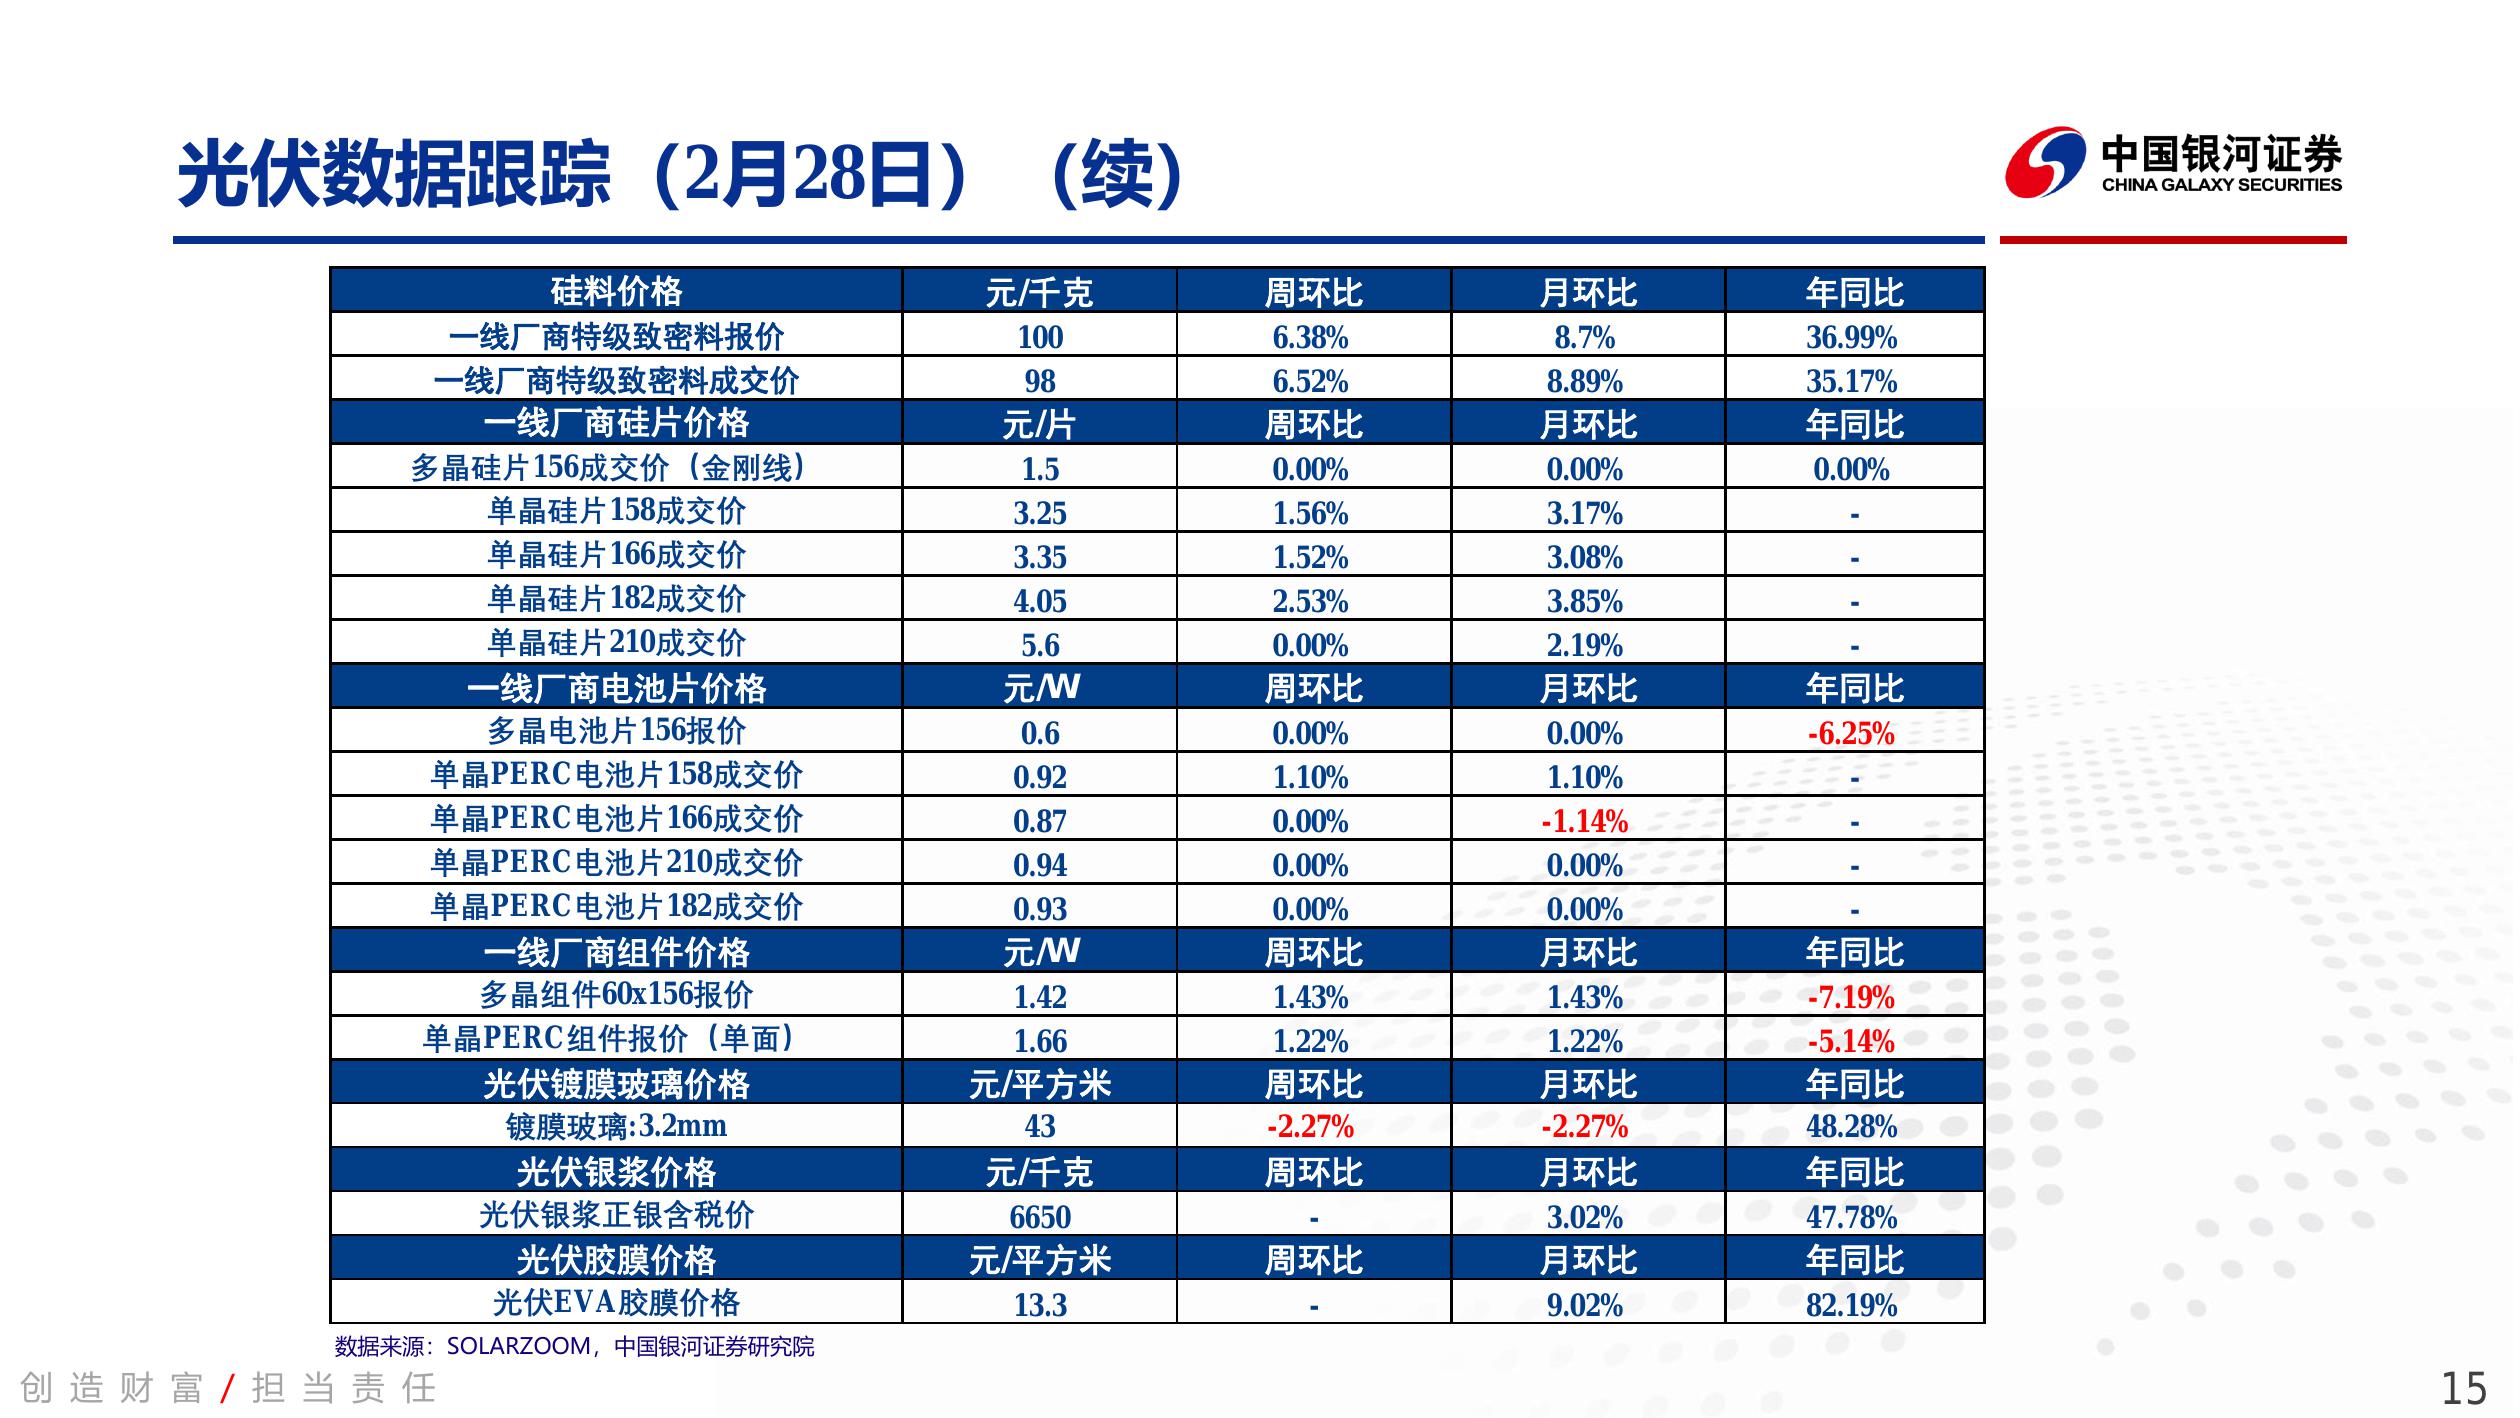 光伏数据跟踪（2月28日）（续）
中国银河证券
CHINA GALAXY SECURITIES
硅料价格 元/千克 周环比 月环比 年同比
一线厂商特级致密料报价 100 6.38% 8.7% 36.99%
一线厂商特级致密料成交价 98 6.52% 8.89% 35.17%
一线厂商硅片价格 元/片 周环比 月环比 年同比
多晶硅片156成交价（金刚线） 1.5 0.00% 0.00% 0.00%
单晶硅片158成交价 3.25 1.56% 3.17% -
单晶硅片166成交价 3.35 1.52% 3.08% -
单晶硅片182成交价 4.05 2.53% 3.85% -
单晶硅片210成交价 5.6 0.00% 2.19% -
一线厂商电池片价格 元/W 周环比 月环比 年同比
多晶电池片156报价 0.6 0.00% 0.00% -6.25%
单晶PERC电池片158成交价 0.92 1.10% 1.10% -
单晶PERC电池片166成交价 0.87 0.00% -1.14% -
单晶PERC电池片210成交价 0.94 0.00% 0.00% -
单晶PERC电池片182成交价 0.93 0.00% 0.00% -
一线厂商组件价格 元/W 周环比 月环比 年同比
多晶组件60x156报价 1.42 1.43% 1.43% -7.19%
单晶PERC组件报价（单面） 1.66 1.22% 1.22% -5.14%
光伏镀膜玻璃价格 元/平方米 周环比 月环比 年同比
镀膜玻璃:3.2mm 43 -2.27% -2.27% 48.28%
光伏银浆价格 元/千克 周环比 月环比 年同比
光伏银浆正银含税价 6650 - 3.02% 47.78%
光伏胶膜价格 元/平方米 周环比 月环比 年同比
光伏EVA胶膜价格 13.3 - 9.02% 82.19%
数据来源：SOLARZOOM，中国银河证券研究院
创造财富/担当责任
15